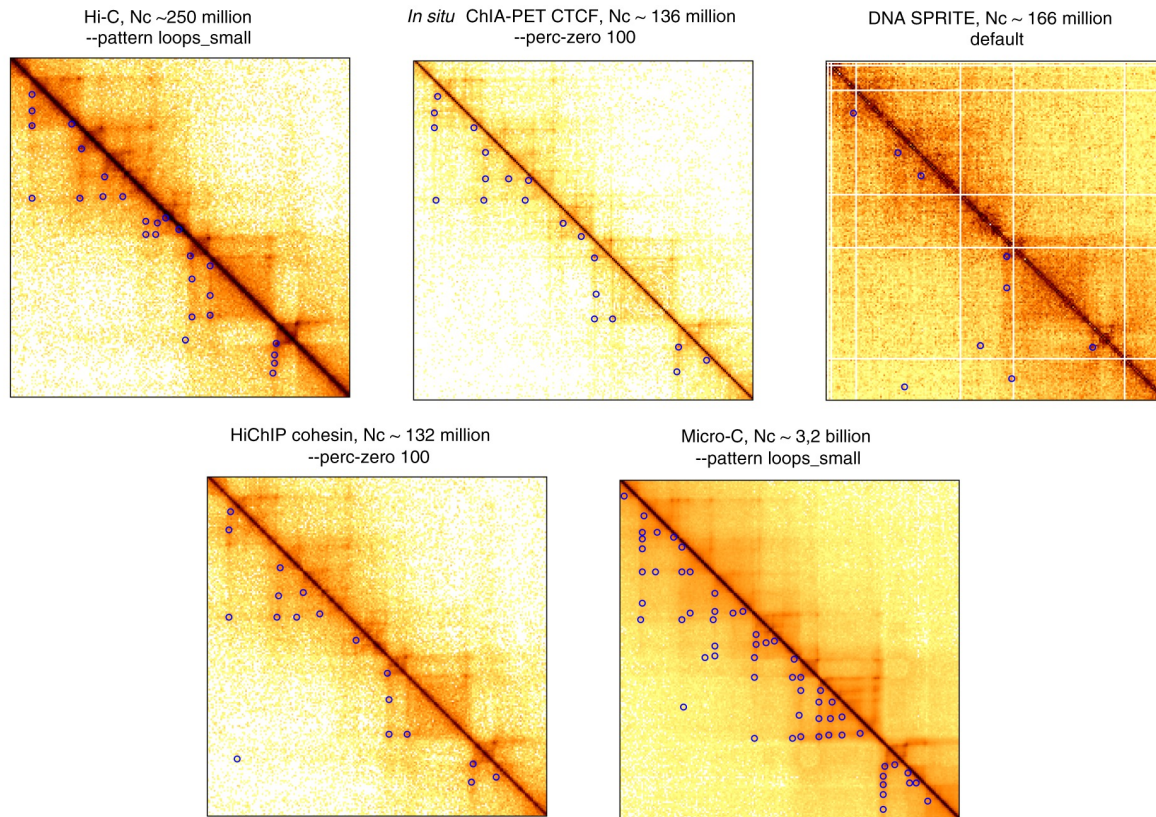 Hi-C, Nc ~250 million
--pattern loops_small
In situ ChIA-PET CTCF, Nc ~ 136 million
--perc-zero 100
DNA SPRITE, Nc ~ 166 million
default
HiChIP cohesin, Nc ~ 132 million
--perc-zero 100
Micro-C, Nc ~ 3,2 billion
--pattern loops_small